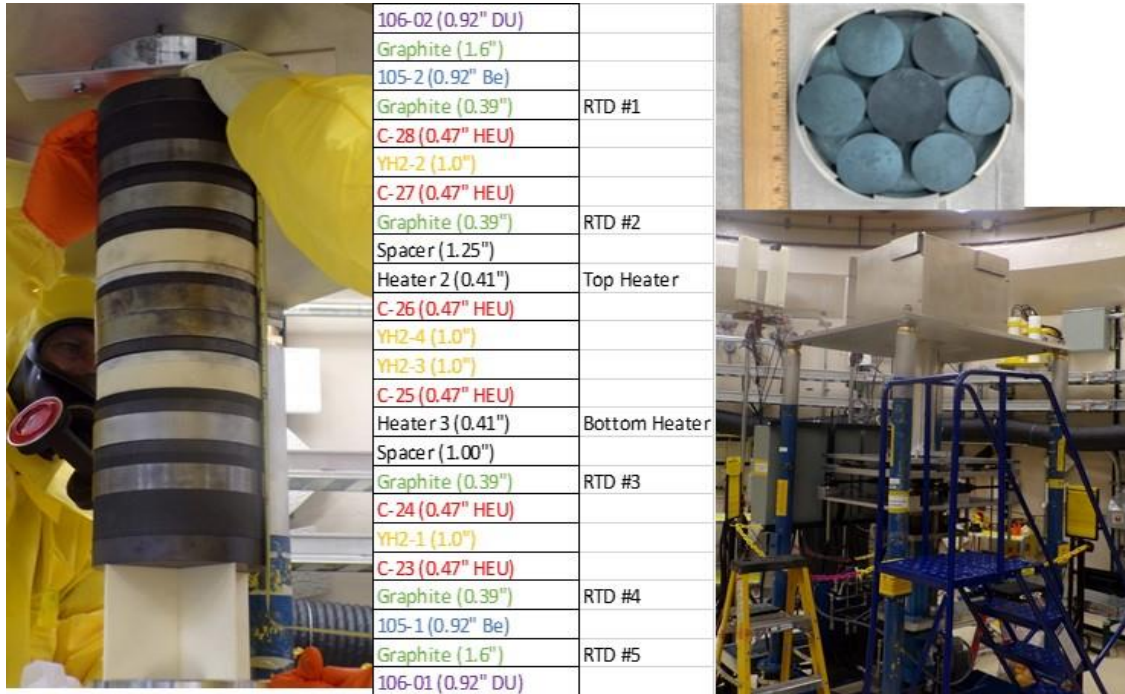 106-02 (0.92" DU)
Graphite (1.6")
105-2 (0.92" Be)
Graphite (0.39") RTD #1
C-28 (0.47" HEU)
YH2-2 (1.0")
C-27 (0.47" HEU)
Graphite (0.39") RTD #2
Spacer (1.25")
Heater 2 (0.41") Top Heater
C-26 (0.47" HEU)
YH2-4 (1.0")
YH2-3 (1.0")
C-25 (0.47" HEU)
Heater 3 (0.41") Bottom Heater
Spacer (1.00")
Graphite (0.39") RTD #3
C-24 (0.47" HEU)
YH2-1 (1.0")
C-23 (0.47" HEU)
Graphite (0.39") RTD #4
105-1 (0.92" Be)
Graphite (1.6") RTD #5
106-01 (0.92" DU)